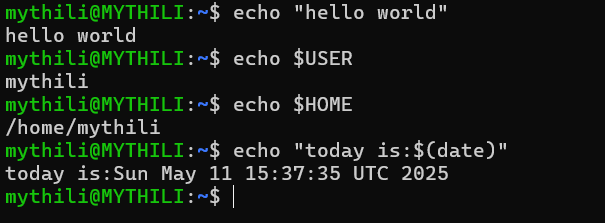 mythili@MYTHILI:~$ echo "hello world"
hello world
mythili@MYTHILI:~$ echo $USER
mythili
mythili@MYTHILI:~$ echo $HOME
/home/mythili
mythili@MYTHILI:~$ echo "today is:$(date)"
today is:Sun May 11 15:37:35 UTC 2025
mythili@MYTHILI:~$